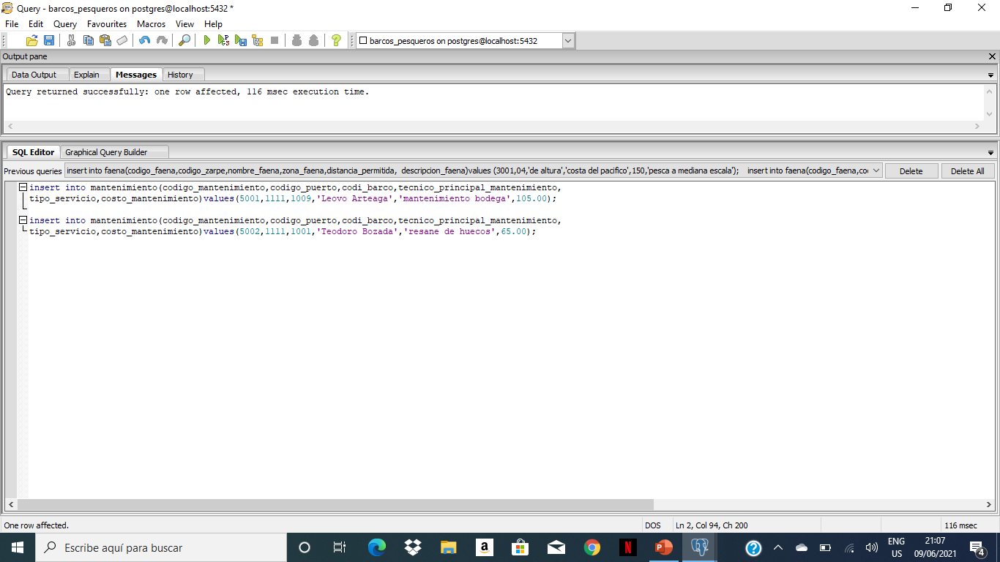 Query - barcos_pesqueros on postgres@localhost:5432 *
File Edit Query Favourites Macros View Help
barcos_pesqueros on postgres@localhost:5432
Output pane
Data Output Explain Messages History
Query returned successfully: one row affected, 116 msec execution time.
SQL Editor Graphical Query Builder
Previous queries insert into faena(codigo_faena,codigo_zarpe,nombre_faena,zona_faena,distancia_permitida, descripcion_faena)values (3001,04,'de altura','costa del pacifico',150,'pesca a mediana escala'); insert into faena(codigo_faena,co Delete Delete All
insert into mantenimiento(codigo_mantenimiento,codigo_puerto,codi_barco,tecnico_principal_mantenimiento,
tipo_servicio,costo_mantenimiento)values(5001,1111,1009,'Leovo Arteaga','mantenimiento bodega',105.00);
insert into mantenimiento(codigo_mantenimiento,codigo_puerto,codi_barco,tecnico_principal_mantenimiento,
tipo_servicio,costo_mantenimiento)values(5002,1111,1001,'Teodoro Bozada','resane de huecos',65.00);
One row affected. DOS Ln 2, Col 94, Ch 200 116 msec
Escribe aquí para buscar
ENG 21:07
US 09/06/2021 4